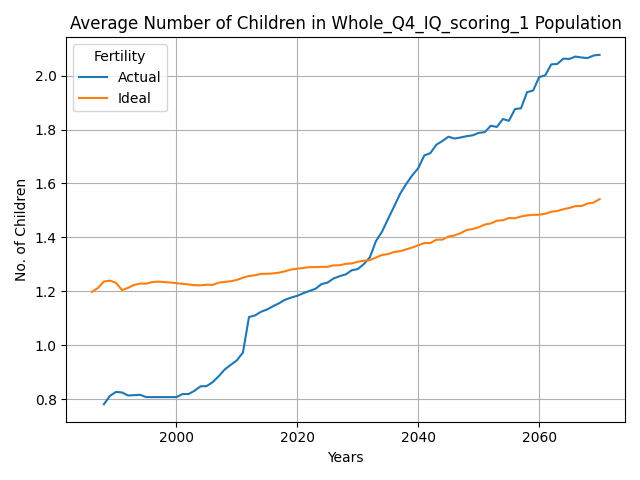 Average Number of Children in Whole_Q4_IQ_scoring_1 Population
Fertility
Actual
Ideal
No. of Children
2.0
1.8
1.6
1.4
1.2
1.0
0.8
2000
2020
2040
2060
Years